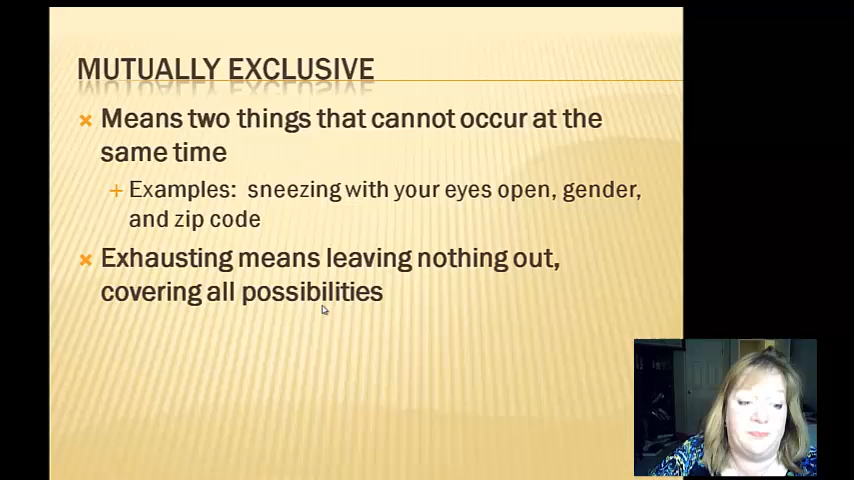 MUTUALLY EXCLUSIVE
Means two things that cannot occur at the
same time
Examples: sneezing with your eyes open, gender,
and zip code
Exhausting means leaving nothing out,
covering all possibilities